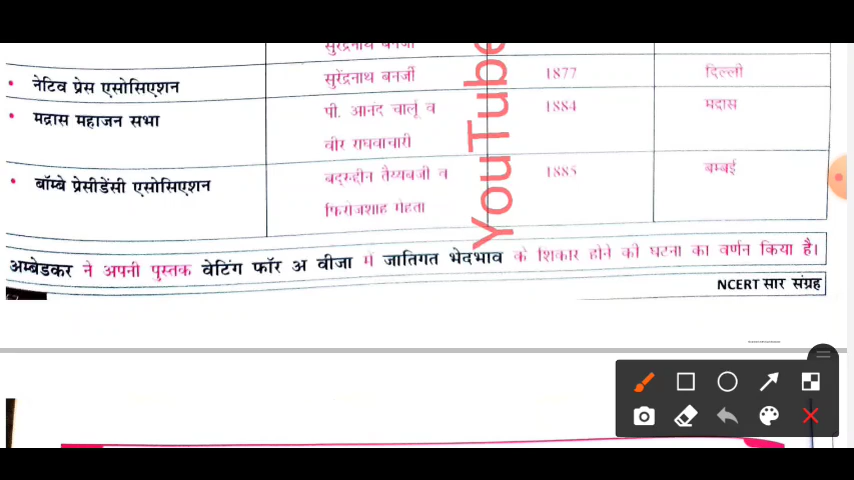 सुरेंद्रनाथ बनर्जी
नेटिव प्रेस एसोसिएशन सुरेंद्रनाथ बनर्जी 1877 दिल्ली
मद्रास महाजन सभा पी. आनंद चार्लू व 1884 मद्रास
वीर राघवाचारी
बॉम्बे प्रेसीडेंसी एसोसिएशन बदरुद्दीन तैय्यबजी व 1885 बम्बई
फिरोजशाह मेहता
अम्बेडकर ने अपनी पुस्तक वेटिंग फॉर अ वीजा में जातिगत भेदभाव के शिकार होने की घटना का वर्णन किया है।
NCERT सार संग्रह
YouTube